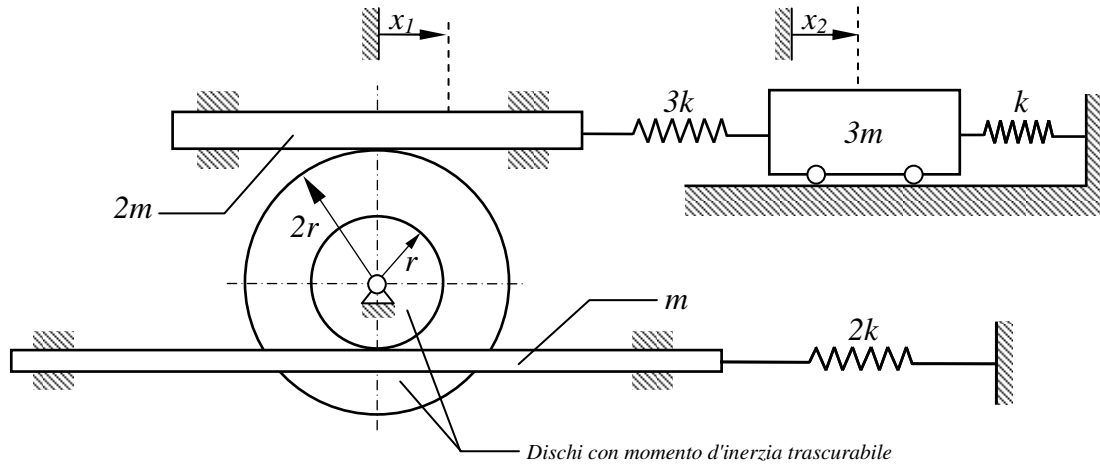 x1
x2
3k
k
3m
2m
2r
r
m
2k
Dischi con momento d'inerzia trascurabile